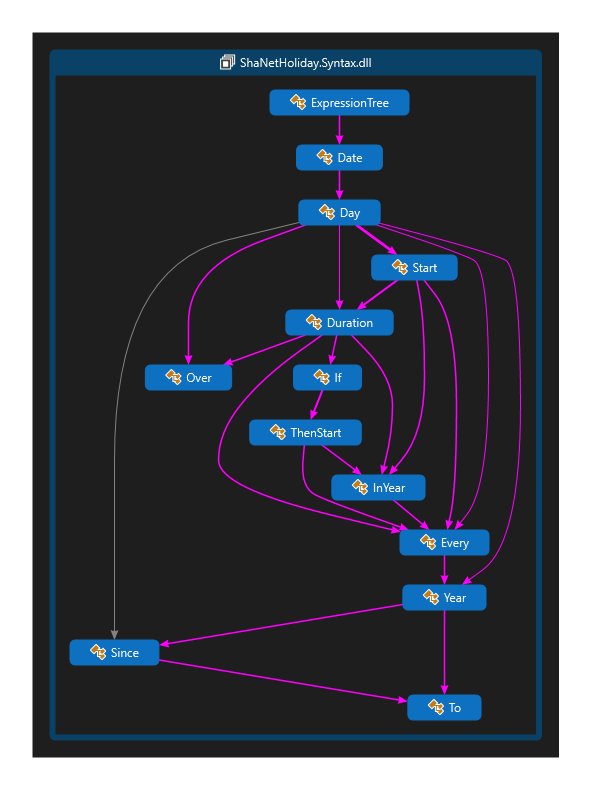 ShaNetHoliday.Syntax.dll
ExpressionTree
Date
Day
Start
Duration
Over
If
ThenStart
InYear
Every
Year
Since
To